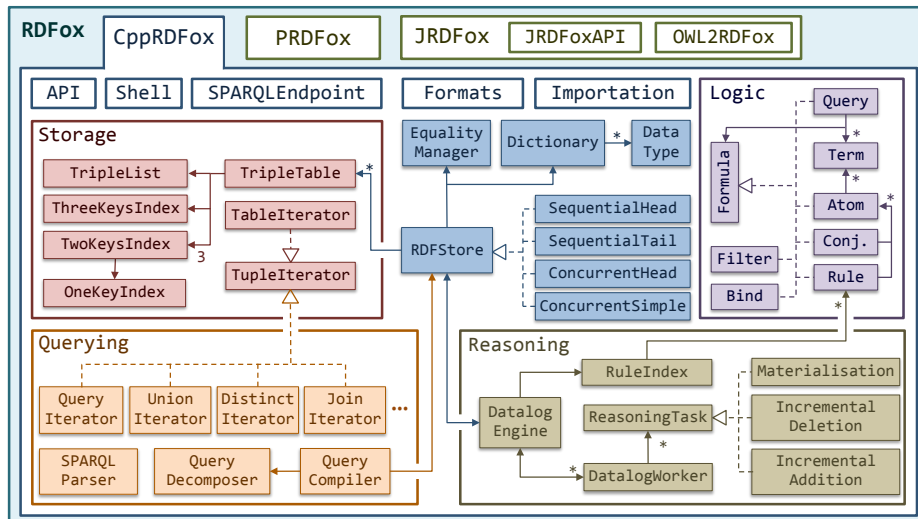 RDFox
CppRDFox
PRDFox
JRDFox
JRDFoxAPI
OWL2RDFox
API
Shell
SPARQLEndpoint
Formats
Importation
Storage
TripleList
TripleTable
*
ThreeKeysIndex
TableIterator
TwoKeysIndex
3
TupleIterator
OneKeyIndex
Equality
Manager
Dictionary
*
Data
Type
RDFStore
SequentialHead
SequentialTail
ConcurrentHead
ConcurrentSimple
Logic
Query
*
Formula
Term
*
Atom
*
Conj.
Filter
Rule
Bind
*
Querying
Query
Iterator
Union
Iterator
Distinct
Iterator
Join
Iterator
...
SPARQL
Parser
Query
Decomposer
Query
Compiler
Reasoning
RuleIndex
Materialisation
Datalog
Engine
ReasoningTask
Incremental
Deletion
*
*
DatalogWorker
Incremental
Addition